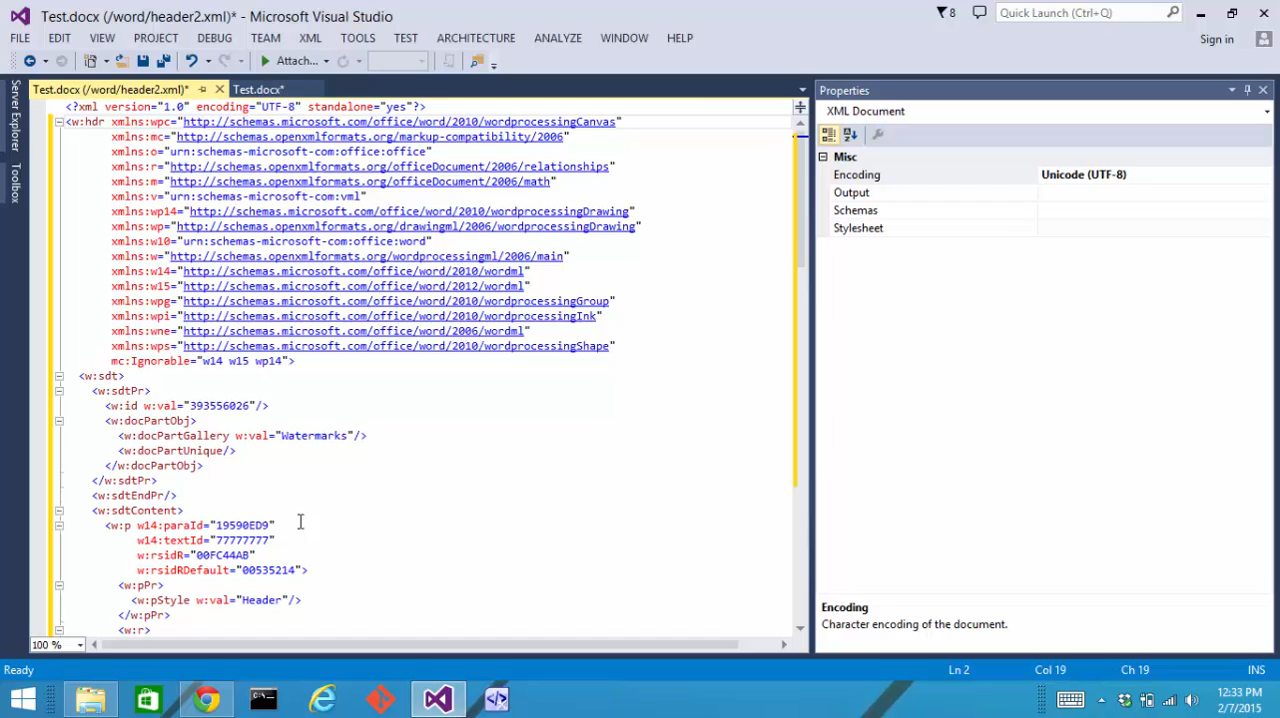 Test.docx (/word/header2.xml)* - Microsoft Visual Studio
8
Quick Launch (Ctrl+Q)
FILE EDIT VIEW PROJECT DEBUG TEAM XML TOOLS TEST ARCHITECTURE ANALYZE WINDOW HELP
Sign in
Attach...
Server Explorer
Toolbox
Test.docx (/word/header2.xml)*
Test.docx*
<?xml version="1.0" encoding="UTF-8" standalone="yes"?>
<w:hdr xmlns:wpc="http://schemas.microsoft.com/office/word/2010/wordprocessingCanvas"
xmlns:mc="http://schemas.openxmlformats.org/markup-compatibility/2006"
xmlns:o="urn:schemas-microsoft-com:office:office"
xmlns:r="http://schemas.openxmlformats.org/officeDocument/2006/relationships"
xmlns:m="http://schemas.openxmlformats.org/officeDocument/2006/math"
xmlns:v="urn:schemas-microsoft-com:vml"
xmlns:wp14="http://schemas.microsoft.com/office/word/2010/wordprocessingDrawing"
xmlns:wp="http://schemas.openxmlformats.org/drawingml/2006/wordprocessingDrawing"
xmlns:w10="urn:schemas-microsoft-com:office:word"
xmlns:w="http://schemas.openxmlformats.org/wordprocessingml/2006/main"
xmlns:w14="http://schemas.microsoft.com/office/word/2010/wordml"
xmlns:w15="http://schemas.microsoft.com/office/word/2012/wordml"
xmlns:wpg="http://schemas.microsoft.com/office/word/2010/wordprocessingGroup"
xmlns:wpi="http://schemas.microsoft.com/office/word/2010/wordprocessingInk"
xmlns:wne="http://schemas.microsoft.com/office/word/2006/wordml"
xmlns:wps="http://schemas.microsoft.com/office/word/2010/wordprocessingShape"
mc:Ignorable="w14 w15 wp14">
<w:sdt>
<w:sdtPr>
<w:id w:val="393556026"/>
<w:docPartObj>
<w:docPartGallery w:val="Watermarks"/>
<w:docPartUnique/>
</w:docPartObj>
</w:sdtPr>
<w:sdtEndPr/>
<w:sdtContent>
<w:p w14:paraId="19590ED9"
w14:textId="77777777"
w:rsidR="00FC44AB"
w:rsidRDefault="00535214">
<w:pPr>
<w:pStyle w:val="Header"/>
</w:pPr>
<w:r>
100 %
Properties
XML Document
Misc
Encoding Unicode (UTF-8)
Output
Schemas
Stylesheet
Encoding
Character encoding of the document.
Ready
Ln 2 Col 19 Ch 19 INS
12:33 PM
2/7/2015